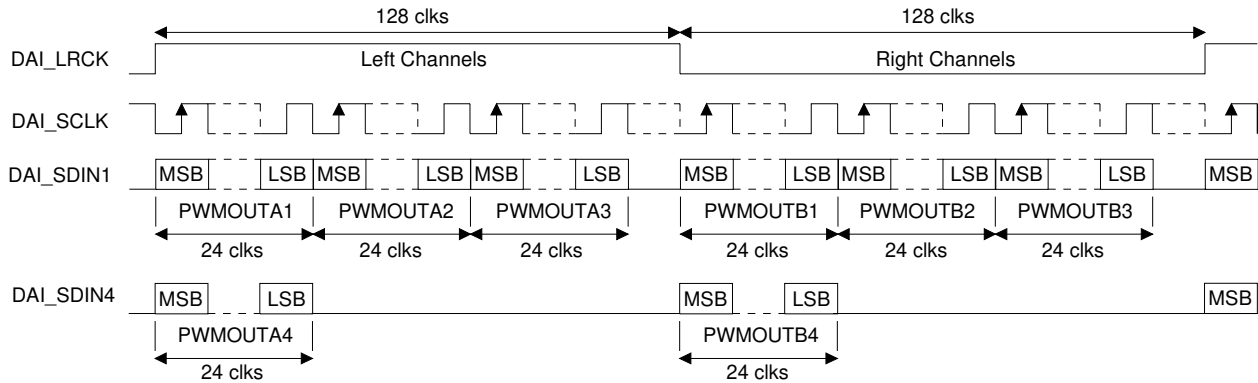 128 clks 128 clks
DAI_LRCK Left Channels Right Channels
DAI_SCLK
DAI_SDIN1 MSB LSB MSB LSB MSB LSB MSB LSB MSB LSB MSB LSB MSB
PWMOUTA1 PWMOUTA2 PWMOUTA3 PWMOUTB1 PWMOUTB2 PWMOUTB3
24 clks 24 clks 24 clks 24 clks 24 clks 24 clks
DAI_SDIN4 MSB LSB MSB LSB MSB
PWMOUTA4 PWMOUTB4
24 clks 24 clks